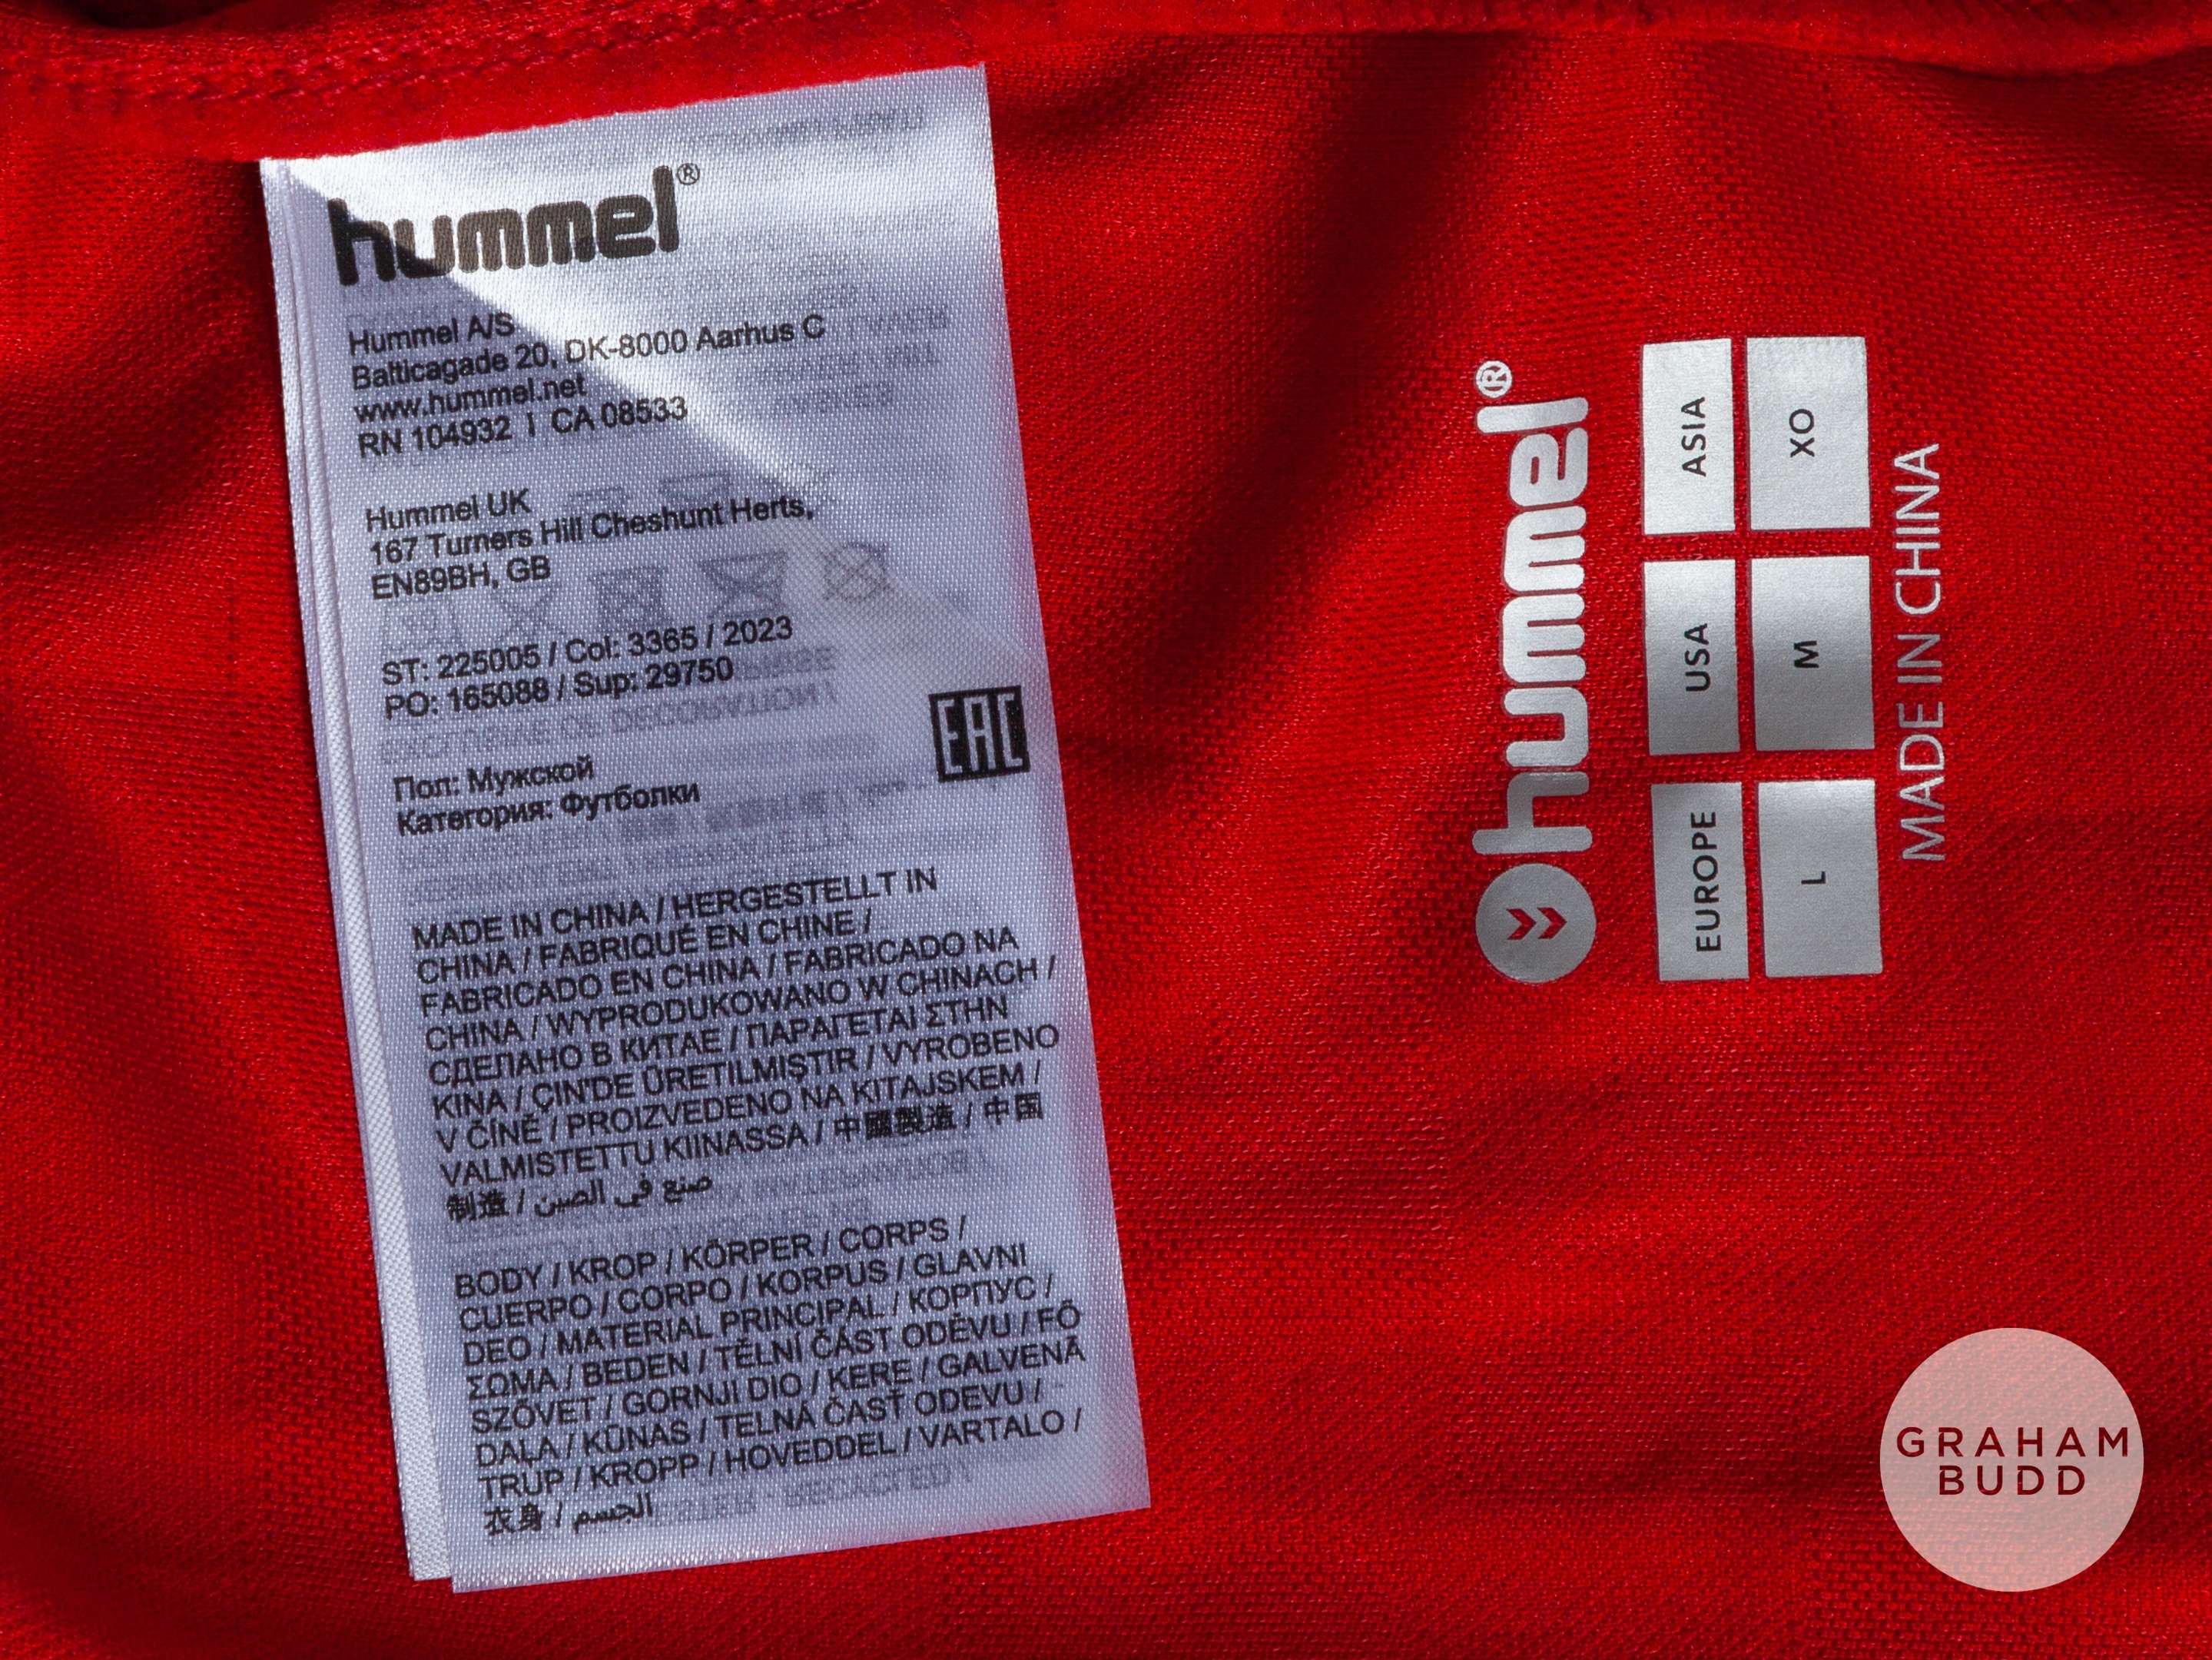 hummel®
Hummel A/S
Balticagade 20, DK-8000 Aarhus C
www.hummel.net
RN 104932 | CA 08533
Hummel UK
167 Turners Hill Cheshunt Herts,
EN89BH, GB
ST: 225005 / Col: 3365 / 2023
PO: 165088 / Sup: 29750
EAC
Пол: Мужской
Категория: Футболки
MADE IN CHINA / HERGESTELLT IN
CHINA / FABRIQUÉ EN CHINE /
FABRICADO EN CHINA / FABRICADO NA
CHINA / WYPRODUKOWANO W CHINACH /
СДЕЛАНО В КИТАЕ / ΠΑΡΑΓΕΤΑΙ ΣΤΗΝ
KINA / ÇIN'DE ÜRETILMIŞTIR / VYROBENO
V ČÍNĚ / PROIZVEDENO NA KITAJSKEM /
VALMISTETTU KIINASSA / 中國製造 / 中国
制造 / صنع في الصين
BODY / KROP / KÖRPER / CORPS /
CUERPO / CORPO / KORPUS / GLAVNI
DEO / MATERIAL PRINCIPAL / КОРПУС /
ΣΩΜΑ / BEDEN / TĚLNÍ ČÁST ODĚVU / FŐ
SZÖVET / GORNJI DIO / KERE / GALVENĀ
DAĻA / KŪNAS / TELNÁ ČASŤ ODEVU /
TRUP / KROPP / HOVEDDEL / VARTALO /
衣身 / الجسم
hummel®
EUROPE USA ASIA
L M XO
MADE IN CHINA
GRAHAM
BUDD